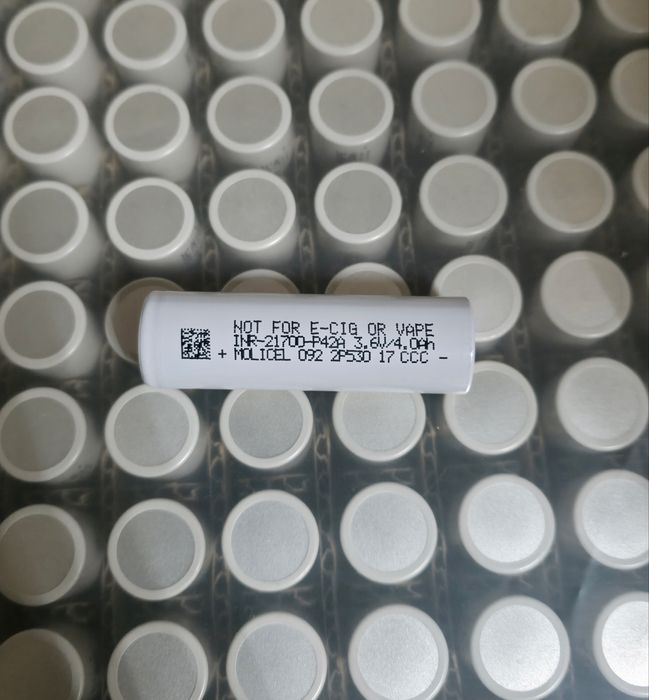 NOT FOR E-CIG OR VAPE
INR-21700-P42A 3.6V/4.0Ah
+ MOLICEL 092 2P530 17 CCC -